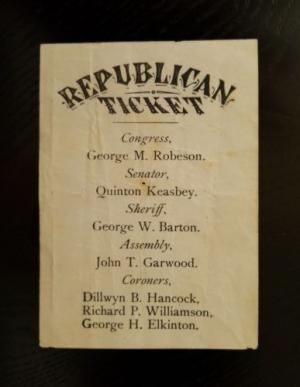 REPUBLICAN
TICKET
Congress,
George M. Robeson.
Senator,
Quinton Keasbey.
Sheriff,
George W. Barton.
Assembly,
John T. Garwood.
Coroners,
Dillwyn B. Hancock,
Richard P. Williamson,
George H. Elkinton.